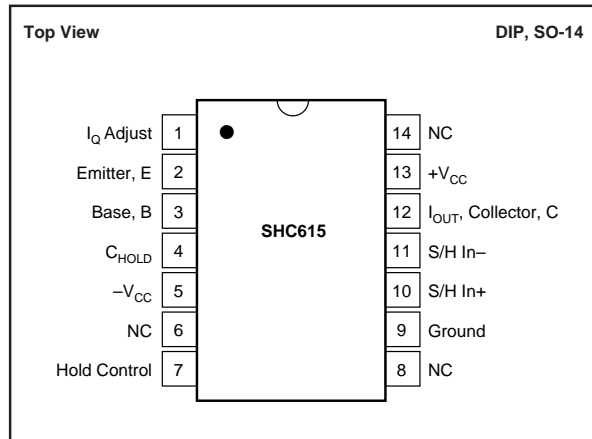 Top View
DIP, SO-14
I_Q Adjust 1
Emitter, E 2
Base, B 3
C_HOLD 4
–V_CC 5
NC 6
Hold Control 7
SHC615
14 NC
13 +V_CC
12 I_OUT, Collector, C
11 S/H In–
10 S/H In+
9 Ground
8 NC